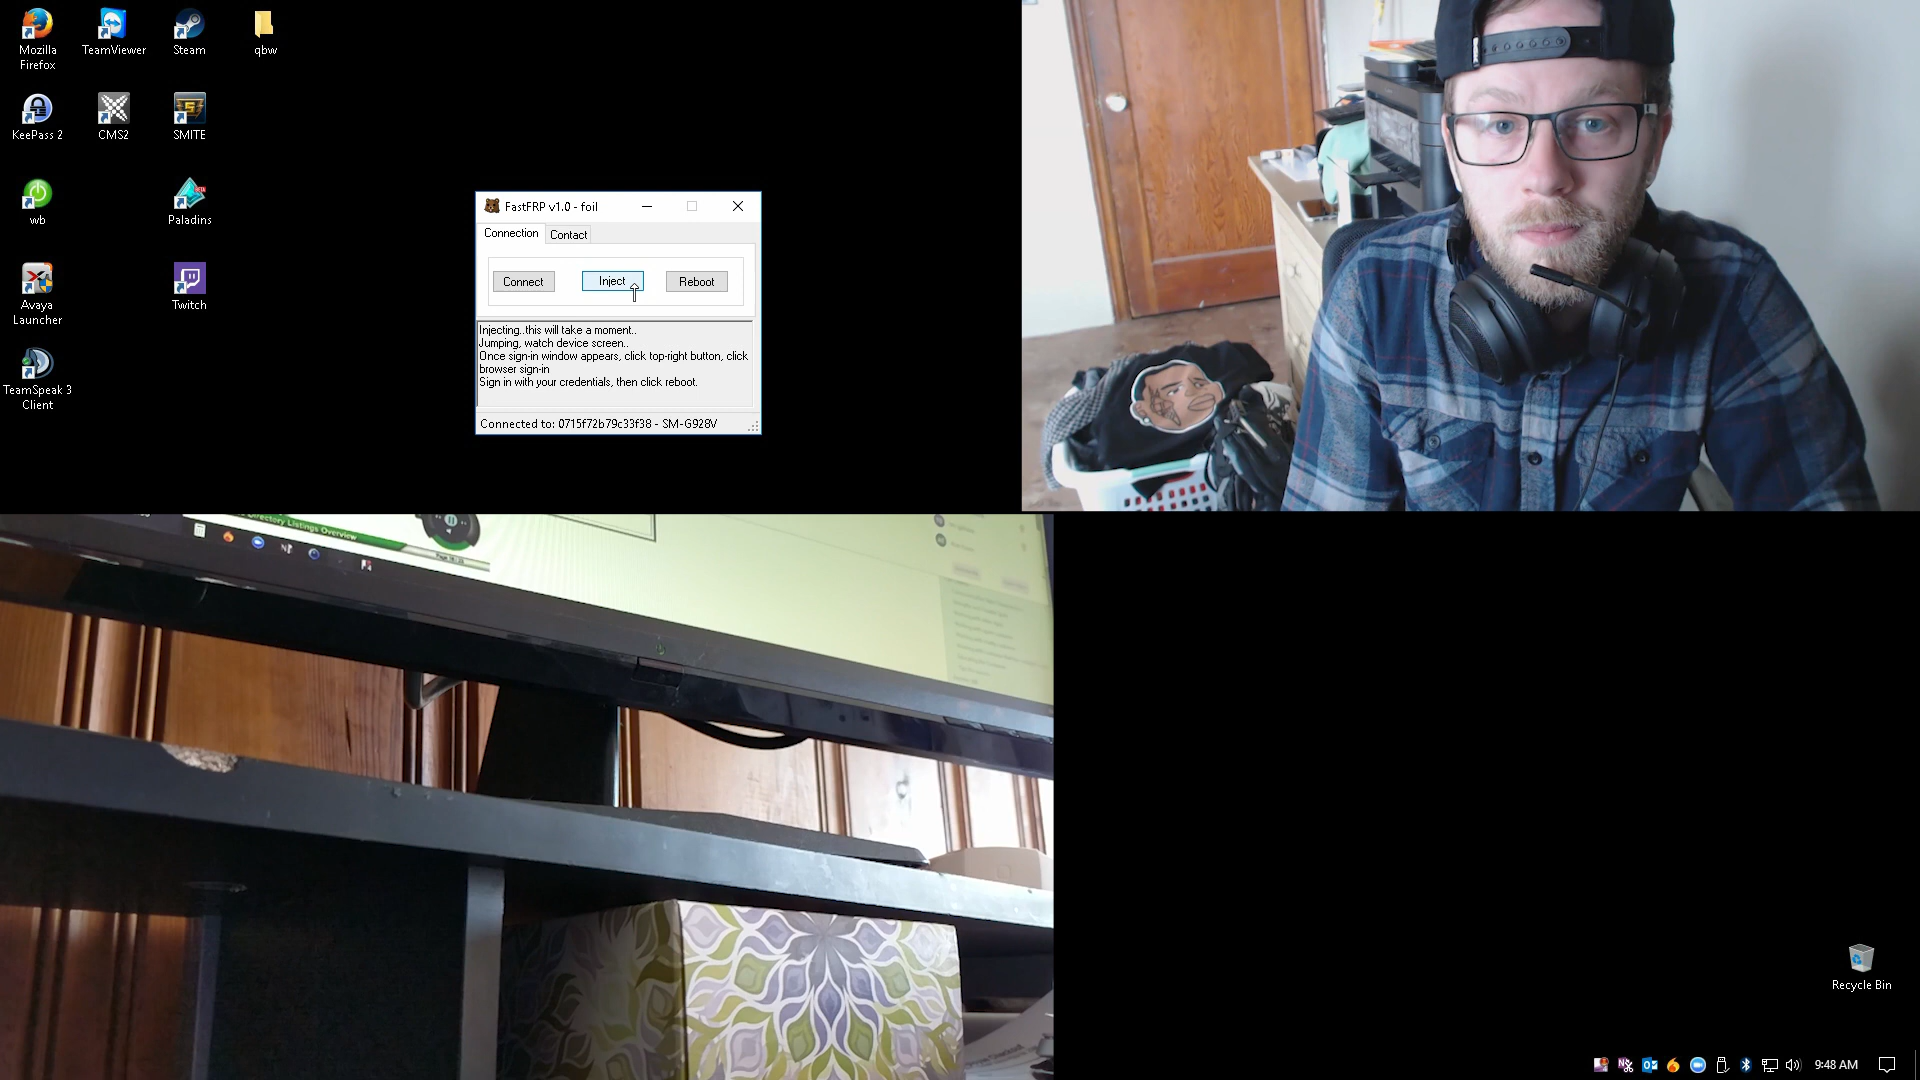 Mozilla
Firefox
TeamViewer
Steam
qbw
KeePass 2
CMS2
SMITE
wb
Paladins
Avaya
Launcher
Twitch
TeamSpeak 3
Client
FastFRP v1.0 - foil
Connection
Contact
Connect
Inject
Reboot
Injecting..this will take a moment..
Jumping, watch device screen..
Once sign-in window appears, click top-right button, click
browser sign-in
Sign in with your credentials, then click reboot.
Connected to: 0715f72b79c33f38 - SM-G928V
Directory Listings Overview
Recycle Bin
9:48 AM